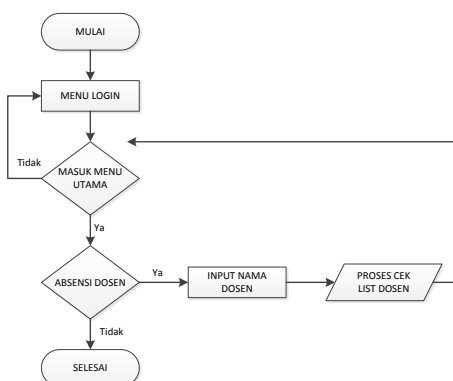 MULAI
MENU LOGIN
Tidak
MASUK MENU
UTAMA
Ya
ABSENSI DOSEN
Ya
INPUT NAMA
DOSEN
PROSES CEK
LIST DOSEN
Tidak
SELESAI